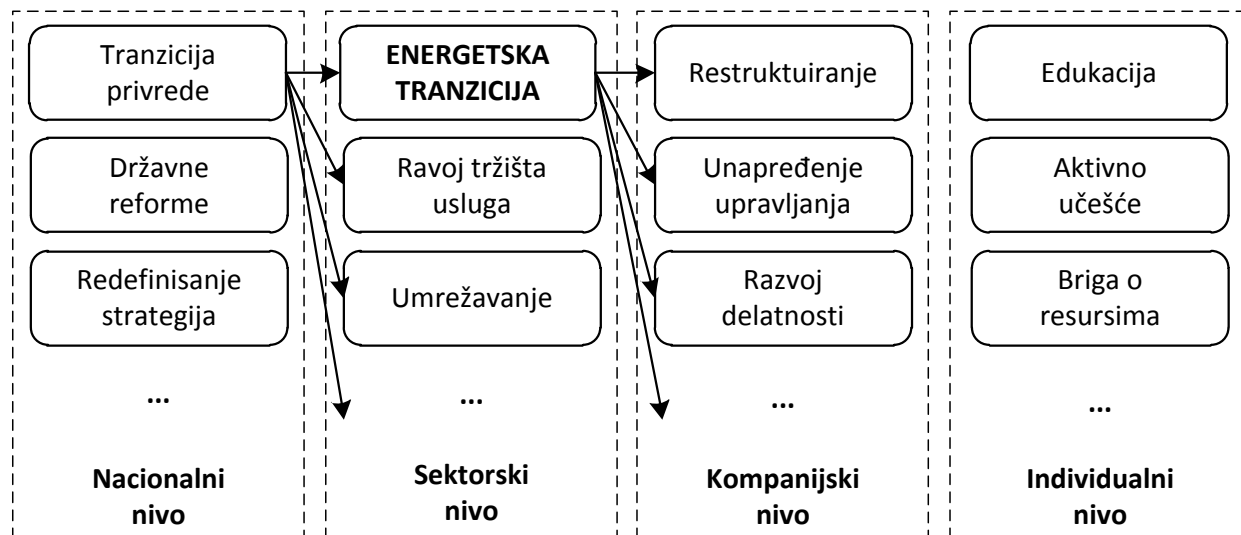 Tranzicija
privrede
Državne
reforme
Redefinisanje
strategija
...
Nacionalni
nivo
ENERGETSKA
TRANZICIJA
Ravoj tržišta
usluga
Umrežavanje
...
Sektorski
nivo
Restruktuiranje
Unapređenje
upravljanja
Razvoj
delatnosti
...
Kompanijski
nivo
Edukacija
Aktivno
učešće
Briga o
resursima
...
Individualni
nivo